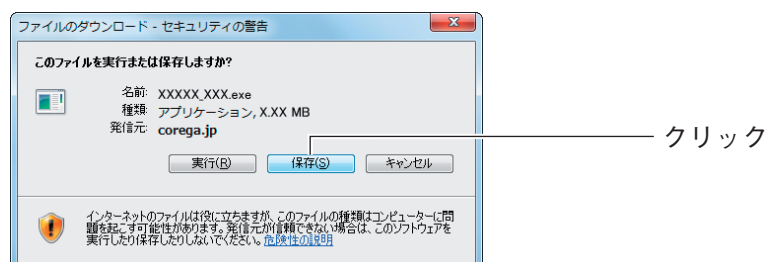 ファイルのダウンロード - セキュリティの警告
x
このファイルを実行または保存しますか?
名前: XXXXX_XXX.exe
種類: アプリケーション, X.XX MB
発信元: corega.jp
実行(R) 保存(S) キャンセル
クリック
インターネットのファイルは役に立ちますが、このファイルの種類はコンピューターに問
題を起こす可能性があります。発信元が信頼できない場合は、このソフトウェアを
実行したり保存したりしないでください。危険性の説明